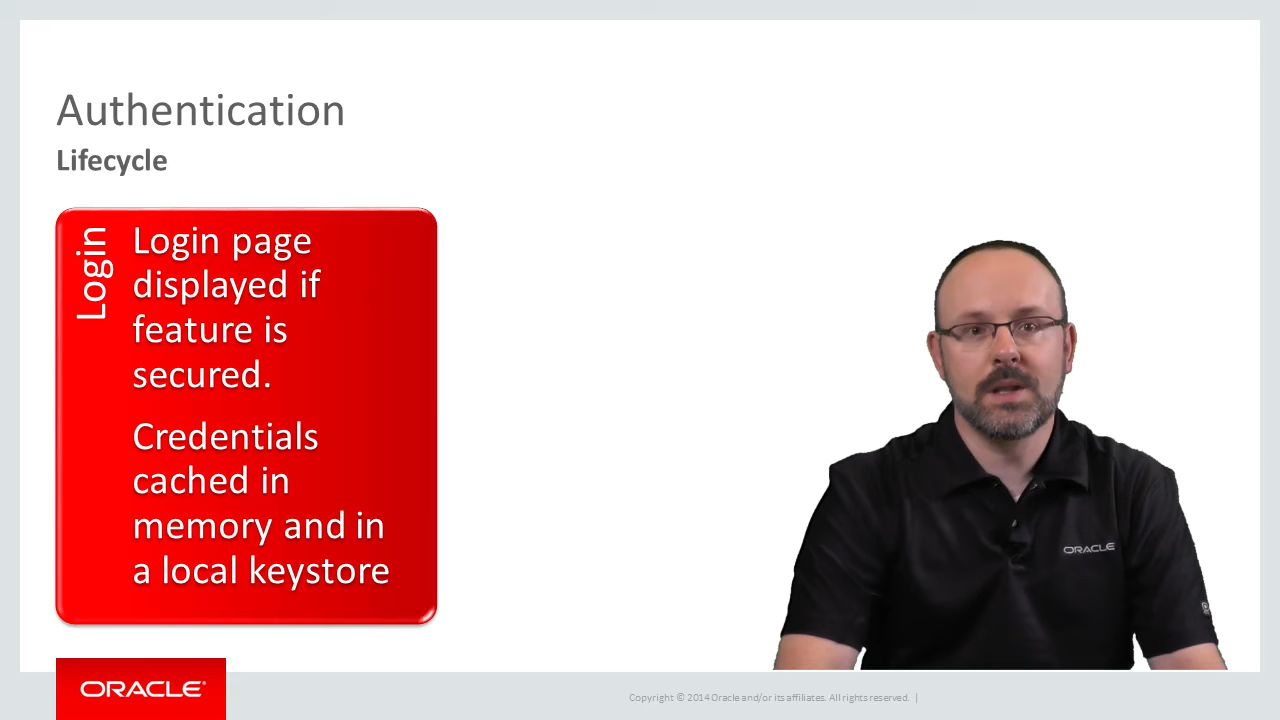 Authentication
Lifecycle
Login
Login page
displayed if
feature is
secured.
Credentials
cached in
memory and in
a local keystore
ORACLE
ORACLE®
Copyright © 2014 Oracle and/or its affiliates. All rights reserved. |